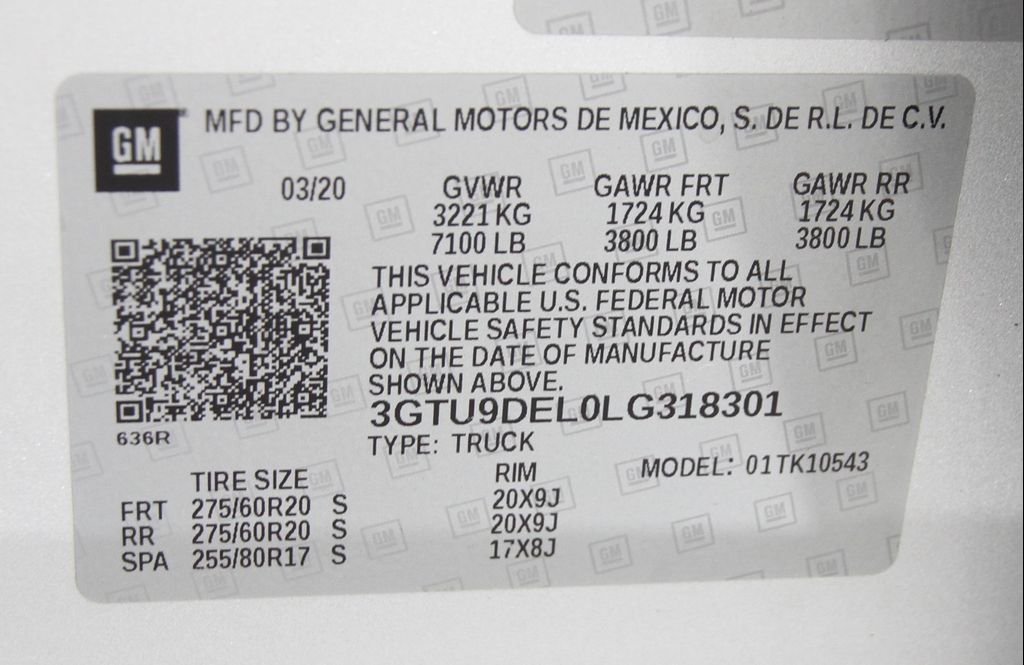 GM MFD BY GENERAL MOTORS DE MEXICO, S. DE R.L. DE C.V.
03/20 GVWR GAWR FRT GAWR RR
3221 KG 1724 KG 1724 KG
7100 LB 3800 LB 3800 LB
THIS VEHICLE CONFORMS TO ALL
APPLICABLE U.S. FEDERAL MOTOR
VEHICLE SAFETY STANDARDS IN EFFECT
ON THE DATE OF MANUFACTURE
SHOWN ABOVE.
3GTU9DEL0LG318301
636R
TYPE: TRUCK
TIRE SIZE RIM MODEL: 01TK10543
FRT 275/60R20 S 20X9J
RR 275/60R20 S 20X9J
SPA 255/80R17 S 17X8J